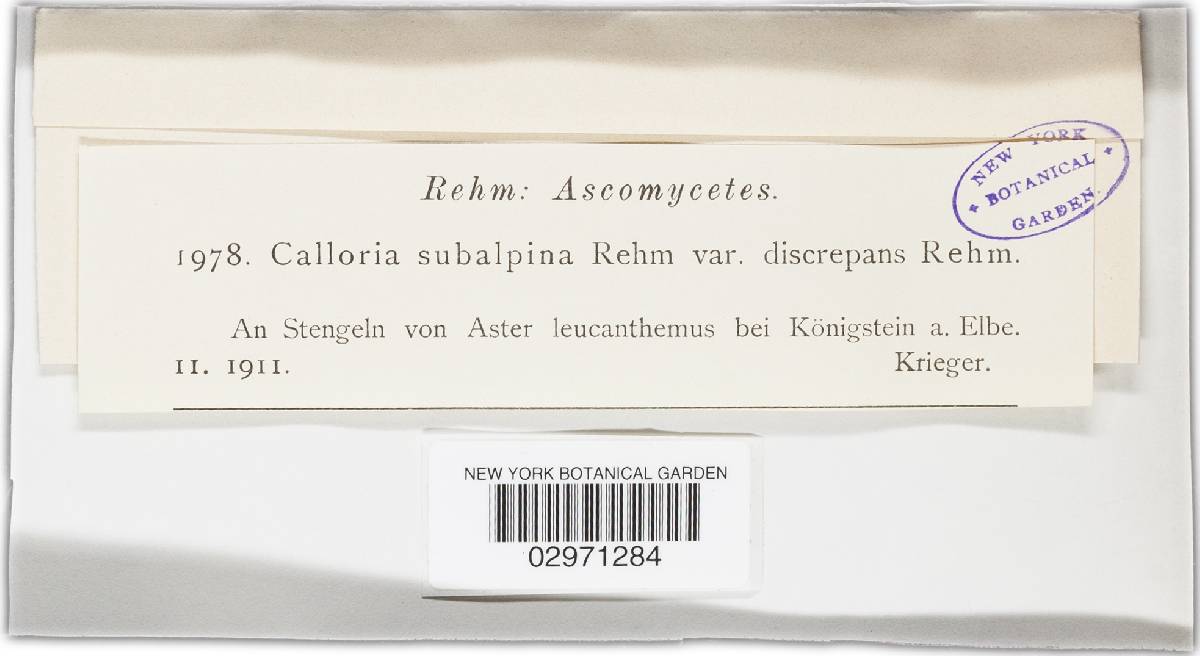 Rehm: Ascomycetes.
NEW YORK
BOTANICAL
GARDEN.
1978. Calloria subalpina Rehm var. discrepans Rehm.
An Stengeln von Aster leucanthemus bei Königstein a. Elbe.
11. 1911. Krieger.
NEW YORK BOTANICAL GARDEN
02971284